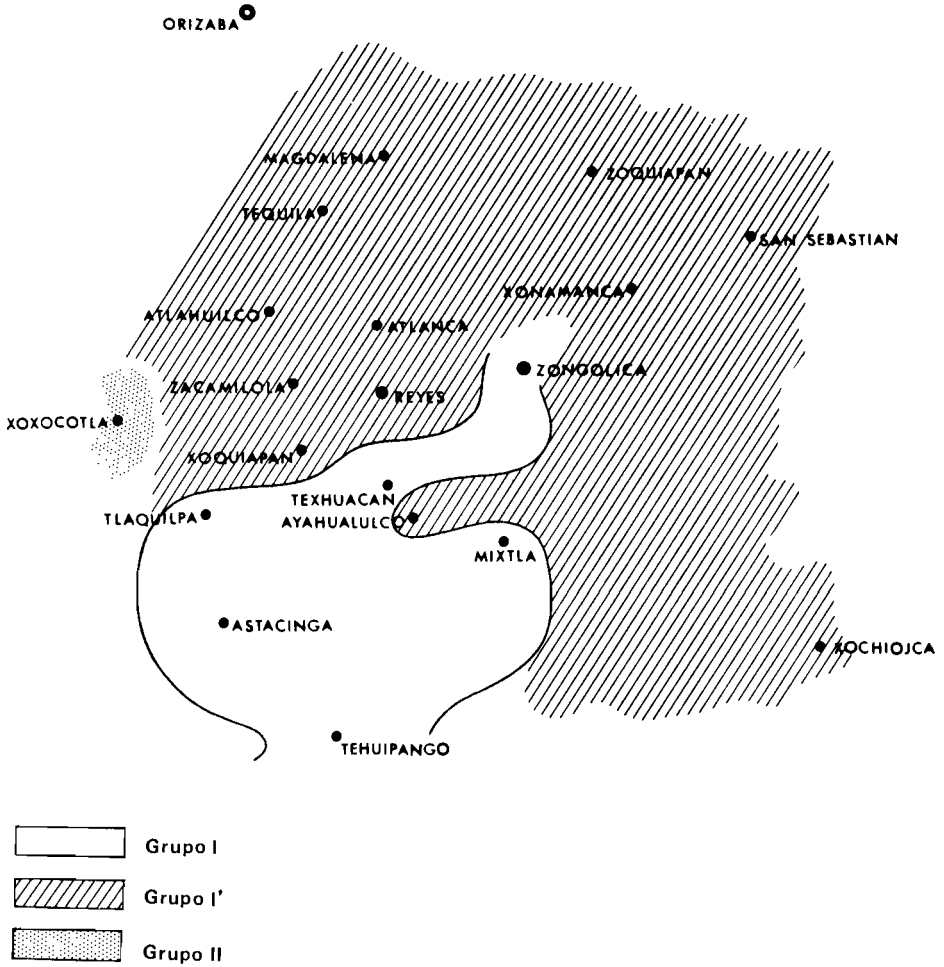 ORIZABA
MAGDALENA
ZOQUIAPAN
TEQUILA
SAN SEBASTIAN
XONAMANCA
ATLAHUILCO
ATLANCA
ZONGOLICA
ZACAMILOLA
REYES
XOXOCOTLA
XOQUIAPAN
TEXHUACAN
TLAQUILPA
AYAHUALULCO
MIXTLA
ASTACINGA
XOCHIOJCA
TEHUIPANGO
Grupo I
Grupo I'
Grupo II